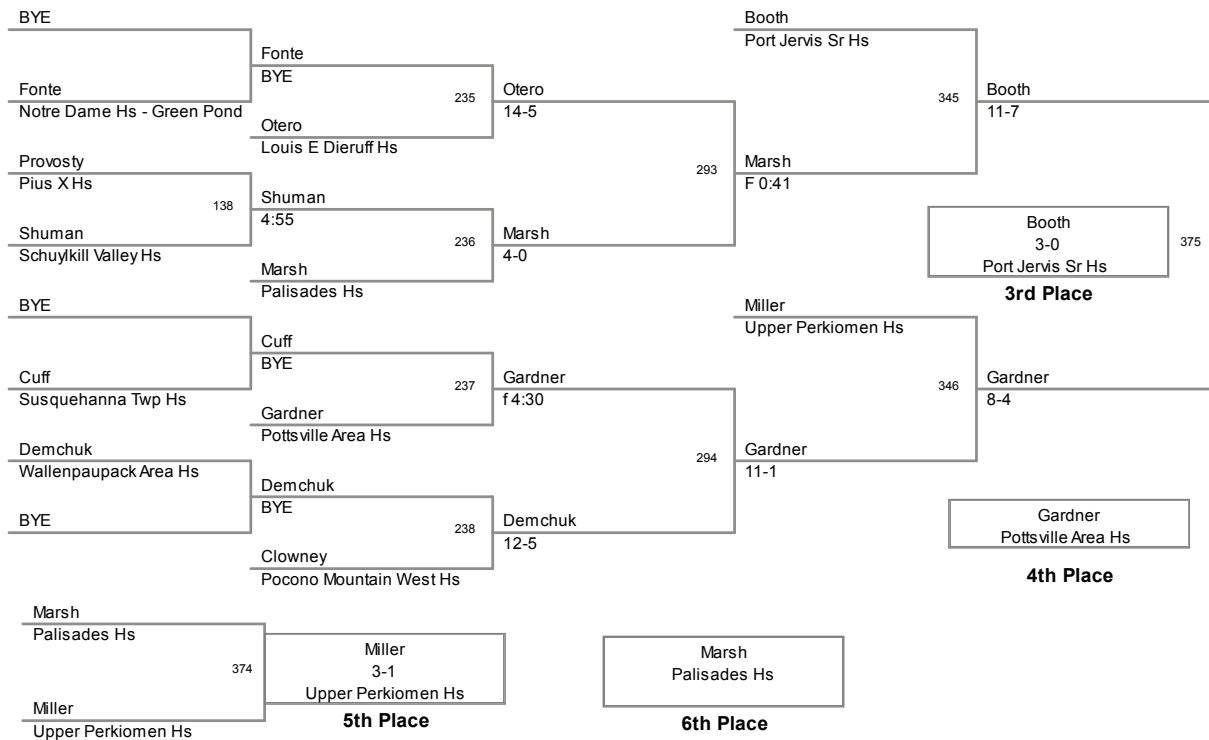 BYE
Fonte
Notre Dame Hs - Green Pond
Provosty
Pius X Hs
138
Shuman
Schuylkill Valley Hs
BYE
Cuff
Susquehanna Twp Hs
Demchuk
Wallenpaupack Area Hs
BYE
Fonte
BYE
235
Otero
Louis E Dieruff Hs
Shuman
4:55
236
Marsh
Palisades Hs
Cuff
BYE
237
Gardner
Pottsville Area Hs
Demchuk
BYE
238
Clowney
Pocono Mountain West Hs
Otero
14-5
293
Marsh
4-0
Gardner
f 4:30
294
Demchuk
12-5
Booth
Port Jervis Sr Hs
345
Marsh
F 0:41
Miller
Upper Perkiomen Hs
346
Gardner
11-1
Booth
11-7
Booth
3-0
Port Jervis Sr Hs
375
3rd Place
Gardner
8-4
Gardner
Pottsville Area Hs
4th Place
Marsh
Palisades Hs
374
Miller
Upper Perkiomen Hs
Miller
3-1
Upper Perkiomen Hs
5th Place
Marsh
Palisades Hs
6th Place